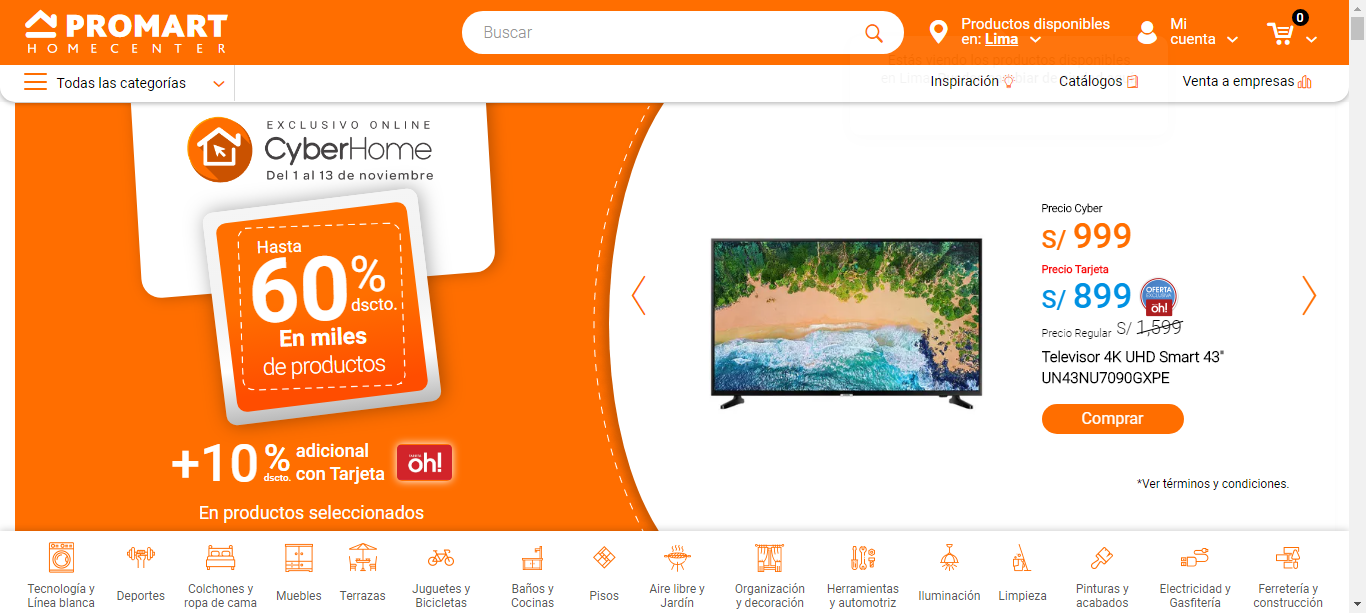 PROMART
HOMECENTER
Buscar
Productos disponibles
en: Lima
Mi
cuenta
0
Todas las categorías
Estás viendo los productos disponibles
en Lima
Inspiración
Catálogos
Venta a empresas
EXCLUSIVO ONLINE
CyberHome
Del 1 al 13 de noviembre
Hasta
60%
dscto.
En miles
de productos
+10%
dscto.
adicional
con Tarjeta
TARJETA
oh!
En productos seleccionados
Precio Cyber
S/ 999
Precio Tarjeta
S/ 899
OFERTA
EXCLUSIVA
oh!
Precio Regular S/ 1,599
Televisor 4K UHD Smart 43"
UN43NU7090GXPE
Comprar
*Ver términos y condiciones.
Tecnología y
Línea blanca
Deportes
Colchones y
ropa de cama
Muebles
Terrazas
Juguetes y
Bicicletas
Baños y
Cocinas
Pisos
Aire libre y
Jardín
Organización
y decoración
Herramientas
y automotriz
Iluminación
Limpieza
Pinturas y
acabados
Electricidad y
Gasfitería
Ferretería y
construcción